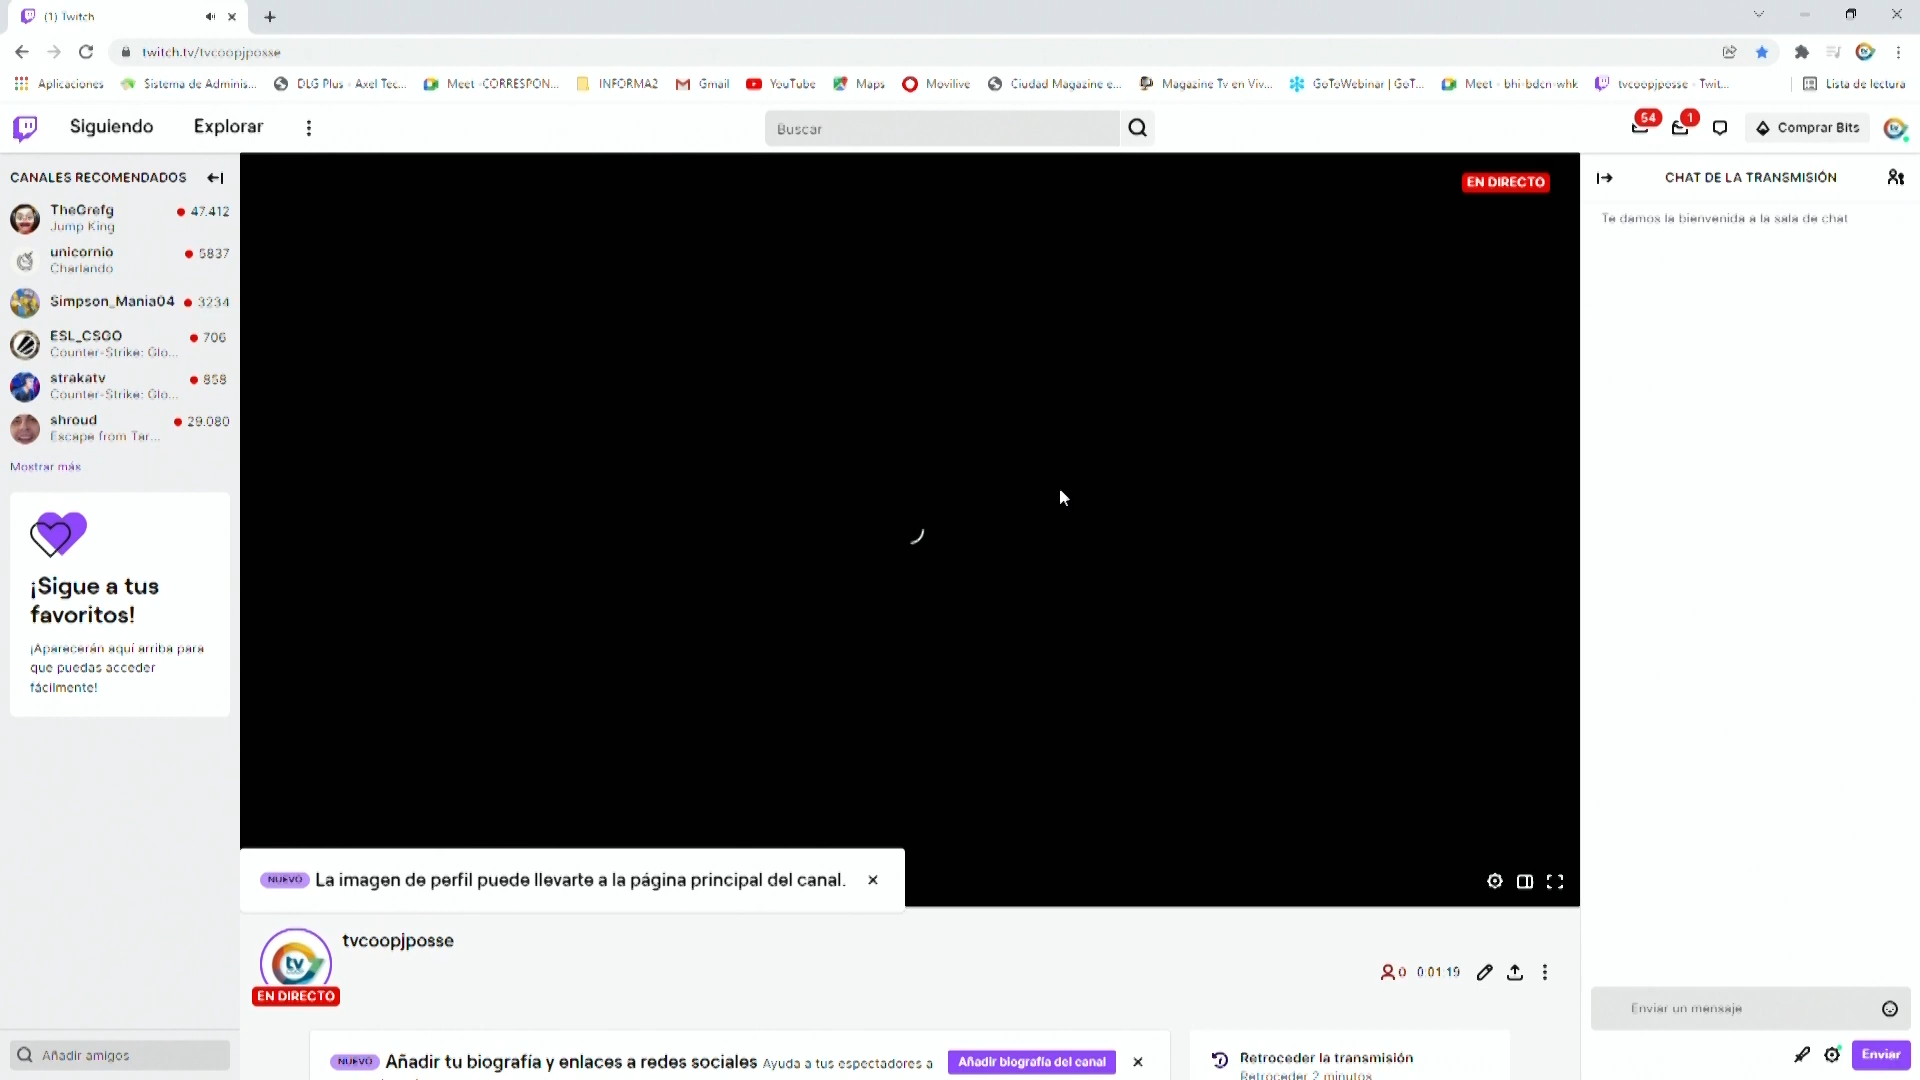 (1) Twitch
twitch.tv/tvcoopjposse
Aplicaciones
Sistema de Adminis...
DLG Plus - Axel Tec...
Meet -CORRESPON...
INFORMA2
Gmail
YouTube
Maps
Movilive
Ciudad Magazine e...
Magazine Tv en Viv...
GoToWebinar | GoT...
Meet - bhi-bdcn-whk
tvcoopjposse - Twit...
Lista de lectura
Siguiendo
Explorar
Buscar
54
1
Comprar Bits
CANALES RECOMENDADOS
TheGrefg
47.412
Jump King
unicornio
5837
Charlando
Simpson_Mania04
3234
ESL_CSGO
706
Counter-Strike: Glo...
strakatv
858
Counter-Strike: Glo...
shroud
29.080
Escape from Tar...
Mostrar más
¡Sigue a tus
favoritos!
¡Aparecerán aquí arriba para
que puedas acceder
fácilmente!
Añadir amigos
EN DIRECTO
NUEVO La imagen de perfil puede llevarte a la página principal del canal.
tv
tvcoopjposse
EN DIRECTO
0
0:01:19
NUEVO Añadir tu biografía y enlaces a redes sociales Ayuda a tus espectadores a
Añadir biografía del canal
Retroceder la transmisión
Retroceder 2 minutos
CHAT DE LA TRANSMISIÓN
Te damos la bienvenida a la sala de chat
Enviar un mensaje
Enviar